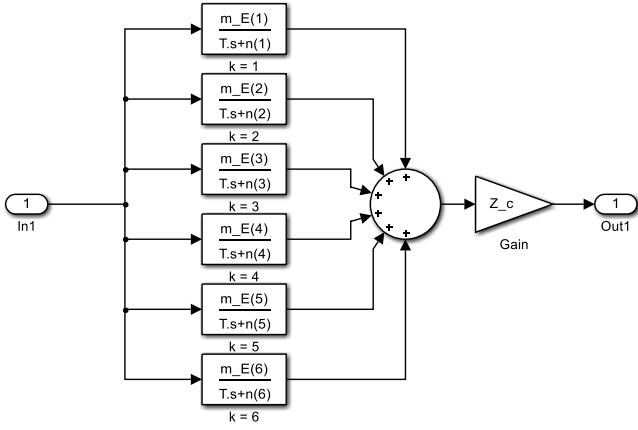 m_E(1)
T.s+n(1)
k = 1
m_E(2)
T.s+n(2)
k = 2
m_E(3)
T.s+n(3)
k = 3
1
In1
m_E(4)
T.s+n(4)
k = 4
m_E(5)
T.s+n(5)
k = 5
m_E(6)
T.s+n(6)
k = 6
+
+
+
+
+
+
Z_c
Gain
1
Out1